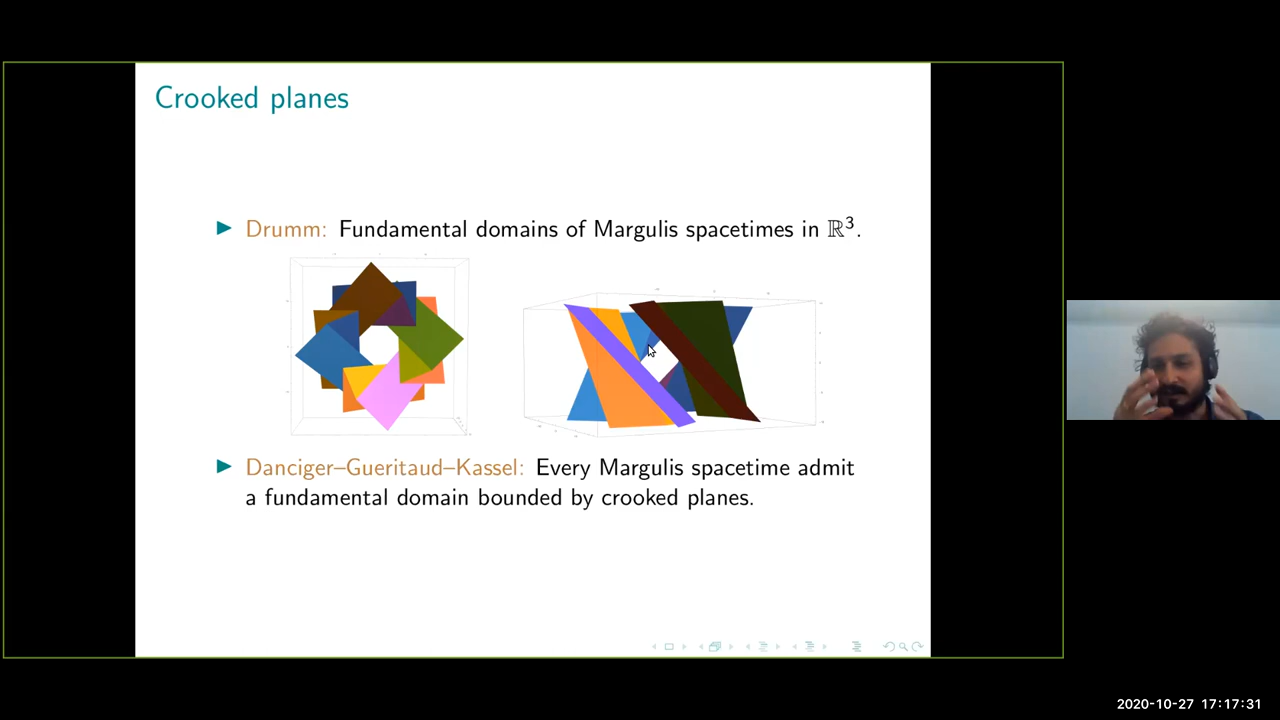 Crooked planes
▶ Drumm: Fundamental domains of Margulis spacetimes in ℝ³.
▶ Danciger–Gueritaud–Kassel: Every Margulis spacetime admit
a fundamental domain bounded by crooked planes.
2020-10-27 17:17:31